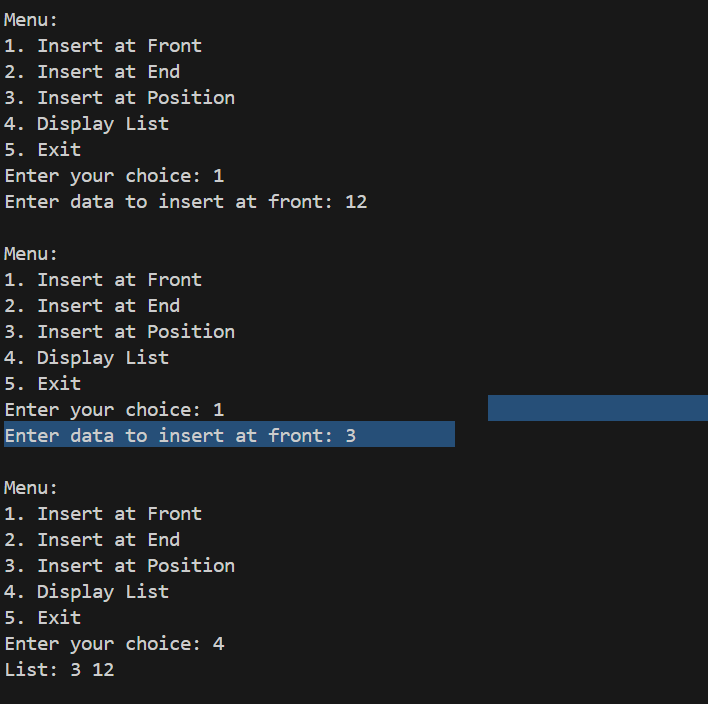 Menu:
1. Insert at Front
2. Insert at End
3. Insert at Position
4. Display List
5. Exit
Enter your choice: 1
Enter data to insert at front: 12
Menu:
1. Insert at Front
2. Insert at End
3. Insert at Position
4. Display List
5. Exit
Enter your choice: 1
Enter data to insert at front: 3
Menu:
1. Insert at Front
2. Insert at End
3. Insert at Position
4. Display List
5. Exit
Enter your choice: 4
List: 3 12